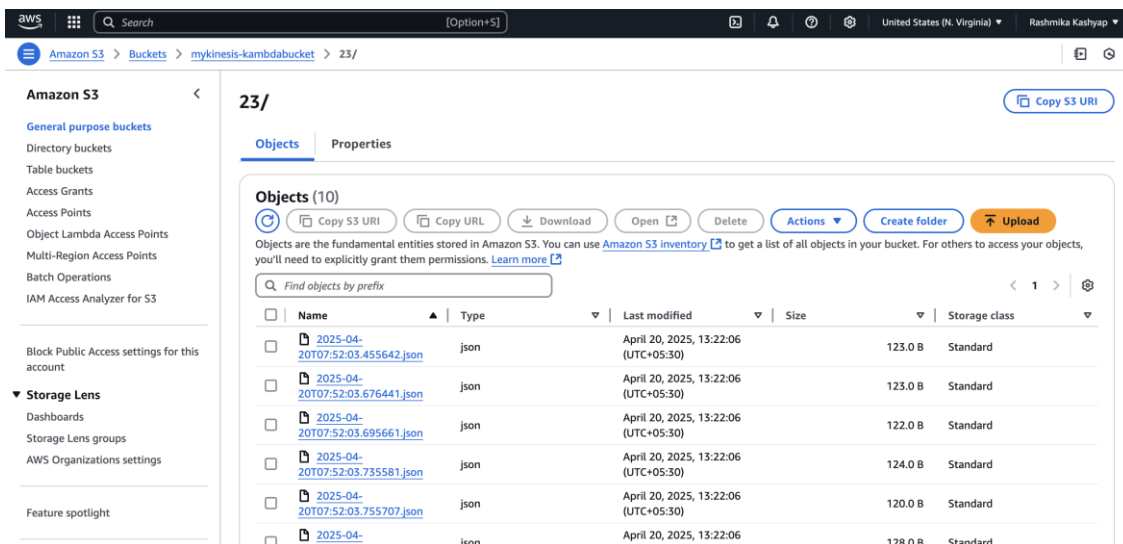 aws
Search [Option+S]
United States (N. Virginia) ▼ Rashmika Kashyap ▼
Amazon S3 > Buckets > mykinesis-kambdabucket > 23/
Amazon S3
General purpose buckets
Directory buckets
Table buckets
Access Grants
Access Points
Object Lambda Access Points
Multi-Region Access Points
Batch Operations
IAM Access Analyzer for S3
Block Public Access settings for this
account
▼ Storage Lens
Dashboards
Storage Lens groups
AWS Organizations settings
Feature spotlight
23/
Copy S3 URI
Objects Properties
Objects (10)
Copy S3 URI Copy URL Download Open Delete Actions ▼ Create folder Upload
Objects are the fundamental entities stored in Amazon S3. You can use Amazon S3 inventory to get a list of all objects in your bucket. For others to access your objects,
you'll need to explicitly grant them permissions. Learn more
Find objects by prefix
< 1 >
Name Type Last modified Size Storage class
2025-04- April 20, 2025, 13:22:06
20T07:52:03.455642.json json (UTC+05:30) 123.0 B Standard
2025-04- April 20, 2025, 13:22:06
20T07:52:03.676441.json json (UTC+05:30) 123.0 B Standard
2025-04- April 20, 2025, 13:22:06
20T07:52:03.695661.json json (UTC+05:30) 122.0 B Standard
2025-04- April 20, 2025, 13:22:06
20T07:52:03.735581.json json (UTC+05:30) 124.0 B Standard
2025-04- April 20, 2025, 13:22:06
20T07:52:03.755707.json json (UTC+05:30) 120.0 B Standard
2025-04- April 20, 2025, 13:22:06
json 128.0 B Standard